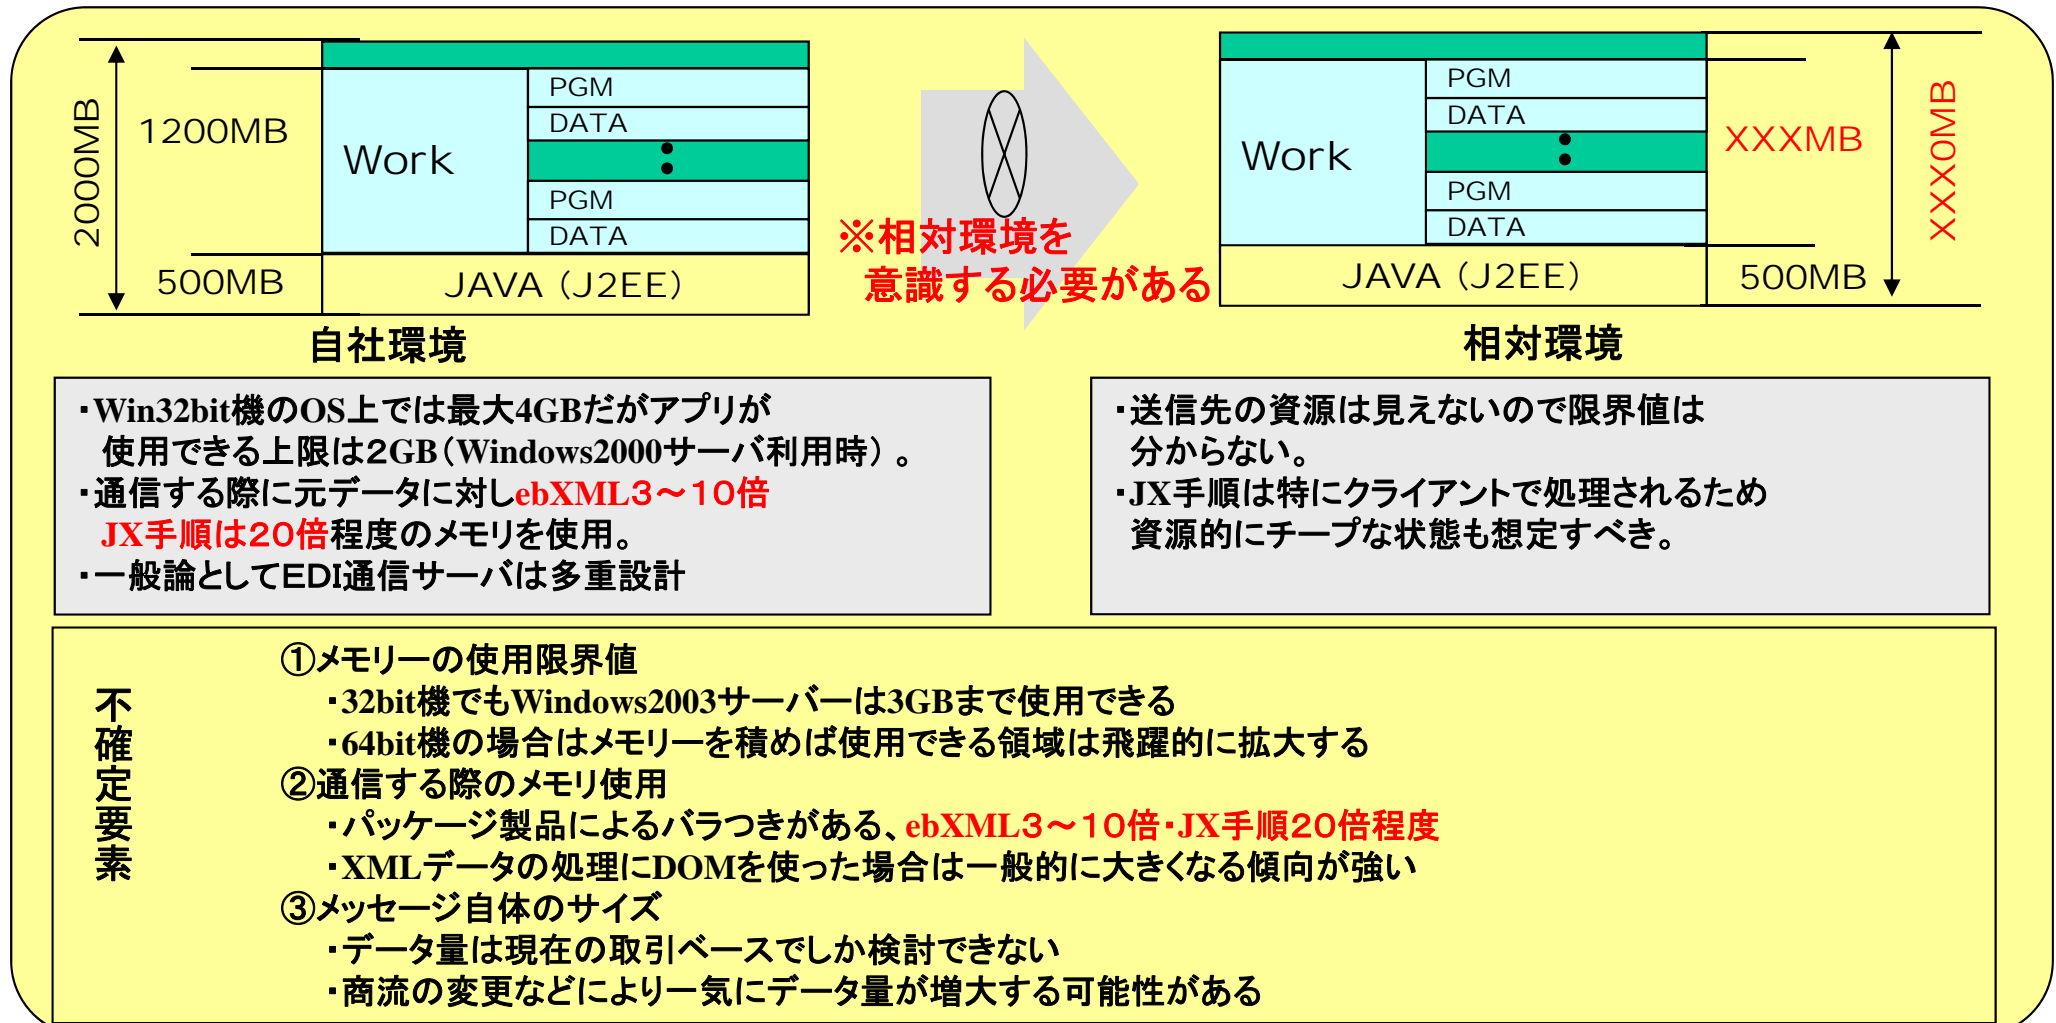 2000MB
1200MB
500MB
Work
PGM
DATA
PGM
DATA
JAVA (J2EE)
自社環境
※相対環境を
意識する必要がある
Work
PGM
DATA
PGM
DATA
JAVA (J2EE)
XXXMB
500MB
XXX0MB
相対環境
・Win32bit機のOS上では最大4GBだがアプリが
使用できる上限は２GB（Windows2000サーバ利用時）。
・通信する際に元データに対しebXML３～１０倍
JX手順は２０倍程度のメモリを使用。
・一般論としてEDI通信サーバは多重設計
・送信先の資源は見えないので限界値は
分からない。
・JX手順は特にクライアントで処理されるため
資源的にチープな状態も想定すべき。
不確定要素
①メモリーの使用限界値
・32bit機でもWindows2003サーバーは3GBまで使用できる
・64bit機の場合はメモリーを積めば使用できる領域は飛躍的に拡大する
②通信する際のメモリ使用
・パッケージ製品によるバラつきがある、ebXML３～１０倍・JX手順２０倍程度
・XMLデータの処理にDOMを使った場合は一般的に大きくなる傾向が強い
③メッセージ自体のサイズ
・データ量は現在の取引ベースでしか検討できない
・商流の変更などにより一気にデータ量が増大する可能性がある